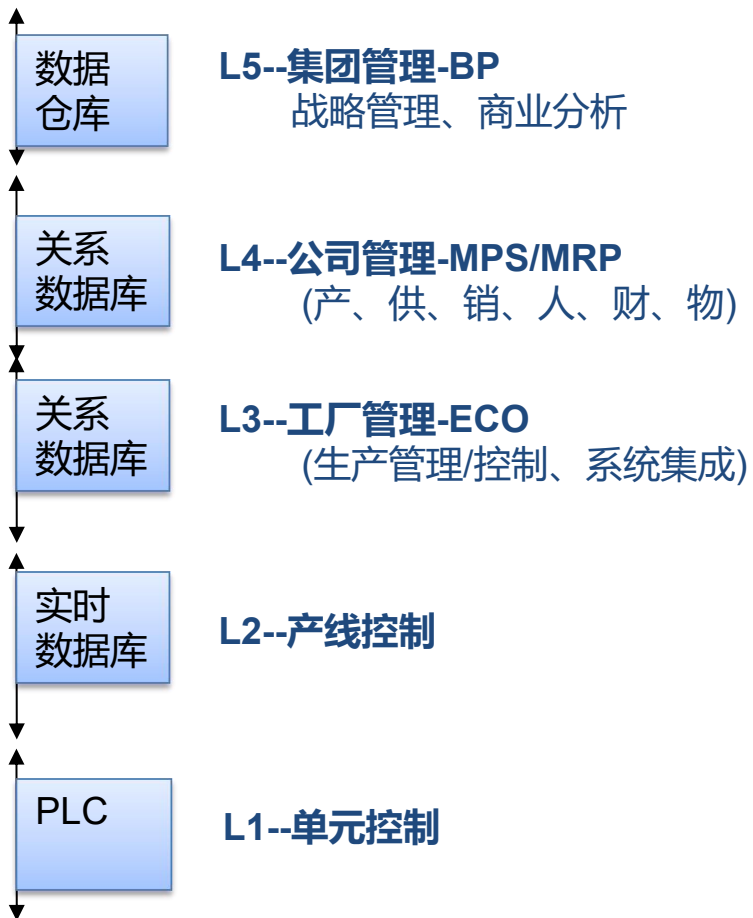 数据
仓库
L5--集团管理-BP
战略管理、商业分析
关系
数据库
L4--公司管理-MPS/MRP
(产、供、销、人、财、物)
关系
数据库
L3--工厂管理-ECO
(生产管理/控制、系统集成)
实时
数据库
L2--产线控制
PLC
L1--单元控制